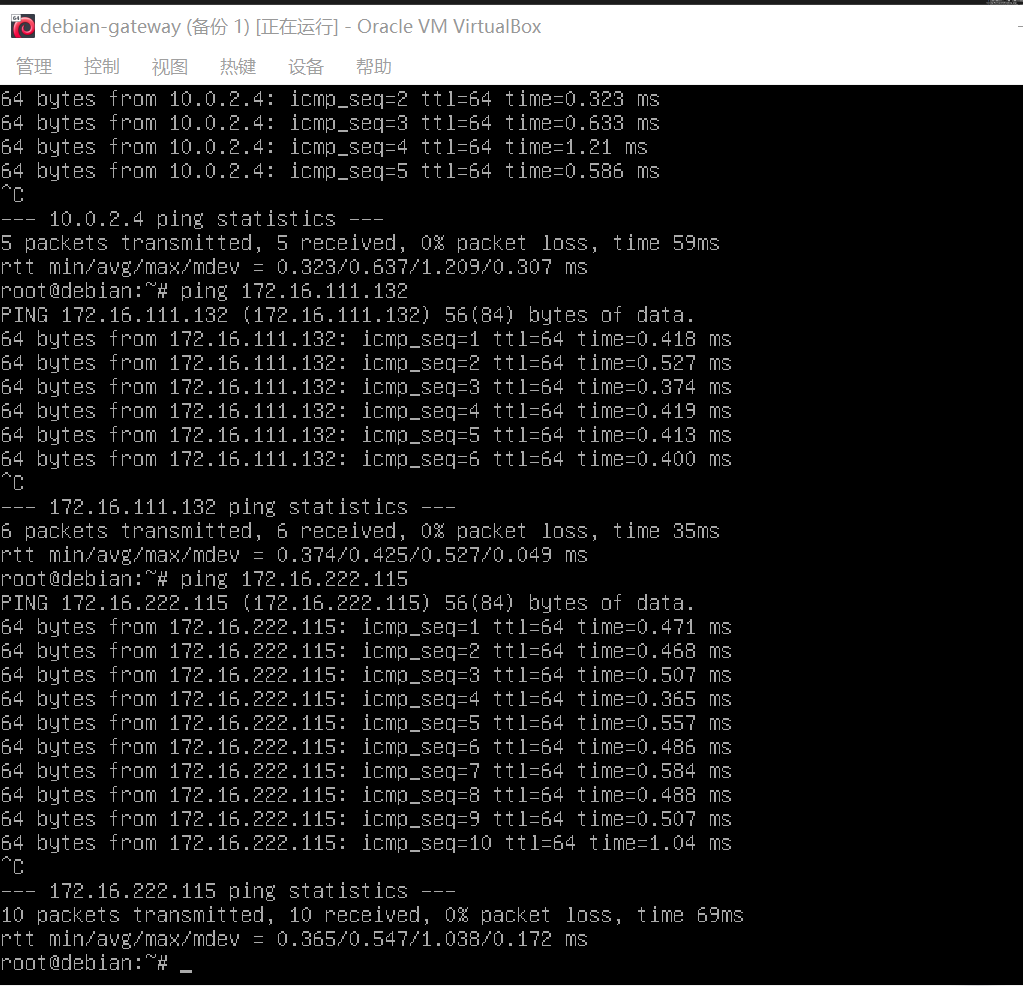 debian-gateway (备份 1) [正在运行] - Oracle VM VirtualBox
管理 控制 视图 热键 设备 帮助
64 bytes from 10.0.2.4: icmp_seq=2 ttl=64 time=0.323 ms
64 bytes from 10.0.2.4: icmp_seq=3 ttl=64 time=0.633 ms
64 bytes from 10.0.2.4: icmp_seq=4 ttl=64 time=1.21 ms
64 bytes from 10.0.2.4: icmp_seq=5 ttl=64 time=0.586 ms
^C
--- 10.0.2.4 ping statistics ---
5 packets transmitted, 5 received, 0% packet loss, time 59ms
rtt min/avg/max/mdev = 0.323/0.637/1.209/0.307 ms
root@debian:~# ping 172.16.111.132
PING 172.16.111.132 (172.16.111.132) 56(84) bytes of data.
64 bytes from 172.16.111.132: icmp_seq=1 ttl=64 time=0.418 ms
64 bytes from 172.16.111.132: icmp_seq=2 ttl=64 time=0.527 ms
64 bytes from 172.16.111.132: icmp_seq=3 ttl=64 time=0.374 ms
64 bytes from 172.16.111.132: icmp_seq=4 ttl=64 time=0.419 ms
64 bytes from 172.16.111.132: icmp_seq=5 ttl=64 time=0.413 ms
64 bytes from 172.16.111.132: icmp_seq=6 ttl=64 time=0.400 ms
^C
--- 172.16.111.132 ping statistics ---
6 packets transmitted, 6 received, 0% packet loss, time 35ms
rtt min/avg/max/mdev = 0.374/0.425/0.527/0.049 ms
root@debian:~# ping 172.16.222.115
PING 172.16.222.115 (172.16.222.115) 56(84) bytes of data.
64 bytes from 172.16.222.115: icmp_seq=1 ttl=64 time=0.471 ms
64 bytes from 172.16.222.115: icmp_seq=2 ttl=64 time=0.468 ms
64 bytes from 172.16.222.115: icmp_seq=3 ttl=64 time=0.507 ms
64 bytes from 172.16.222.115: icmp_seq=4 ttl=64 time=0.365 ms
64 bytes from 172.16.222.115: icmp_seq=5 ttl=64 time=0.557 ms
64 bytes from 172.16.222.115: icmp_seq=6 ttl=64 time=0.486 ms
64 bytes from 172.16.222.115: icmp_seq=7 ttl=64 time=0.584 ms
64 bytes from 172.16.222.115: icmp_seq=8 ttl=64 time=0.488 ms
64 bytes from 172.16.222.115: icmp_seq=9 ttl=64 time=0.507 ms
64 bytes from 172.16.222.115: icmp_seq=10 ttl=64 time=1.04 ms
^C
--- 172.16.222.115 ping statistics ---
10 packets transmitted, 10 received, 0% packet loss, time 69ms
rtt min/avg/max/mdev = 0.365/0.547/1.038/0.172 ms
root@debian:~# _